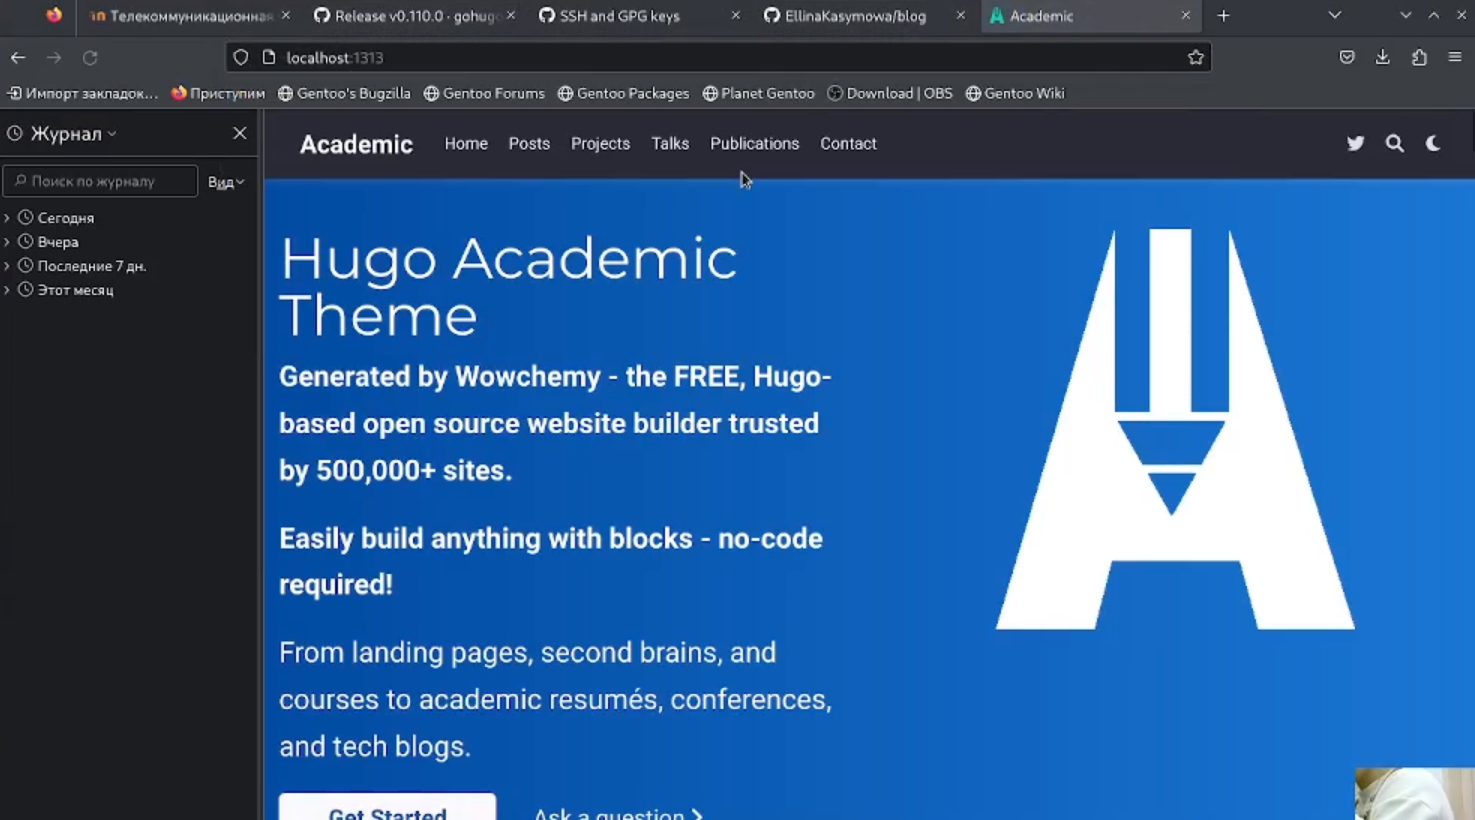 Телекоммуникационная
Release v0.110.0 · gohugo
SSH and GPG keys
EllinaKasymowa/blog
Academic
localhost:1313
Импорт закладок...
Приступим
Gentoo's Bugzilla
Gentoo Forums
Gentoo Packages
Planet Gentoo
Download | OBS
Gentoo Wiki
Журнал
Поиск по журналу
Вид
Сегодня
Вчера
Последние 7 дн.
Этот месяц
Academic
Home
Posts
Projects
Talks
Publications
Contact
Hugo Academic
Theme
Generated by Wowchemy - the FREE, Hugo-
based open source website builder trusted
by 500,000+ sites.
Easily build anything with blocks - no-code
required!
From landing pages, second brains, and
courses to academic resumés, conferences,
and tech blogs.
Get Started
Ask a question